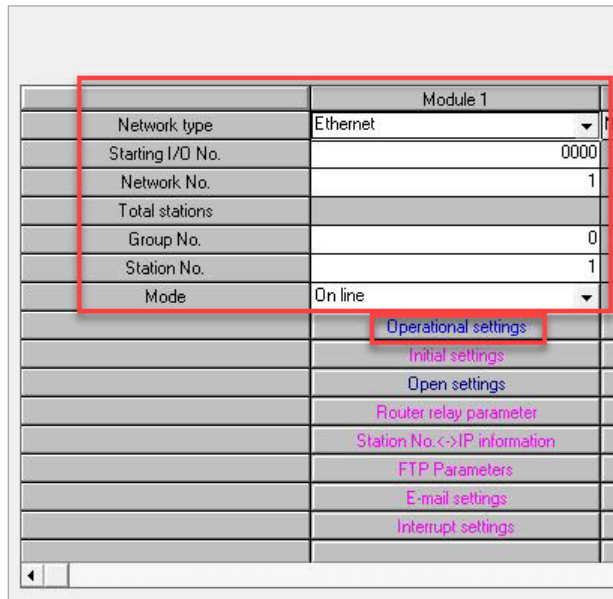 Module 1
Network type Ethernet
Starting I/O No. 0000
Network No. 1
Total stations
Group No. 0
Station No. 1
Mode On line
Operational settings
Initial settings
Open settings
Router relay parameter
Station No.<->IP information
FTP Parameters
E-mail settings
Interrupt settings